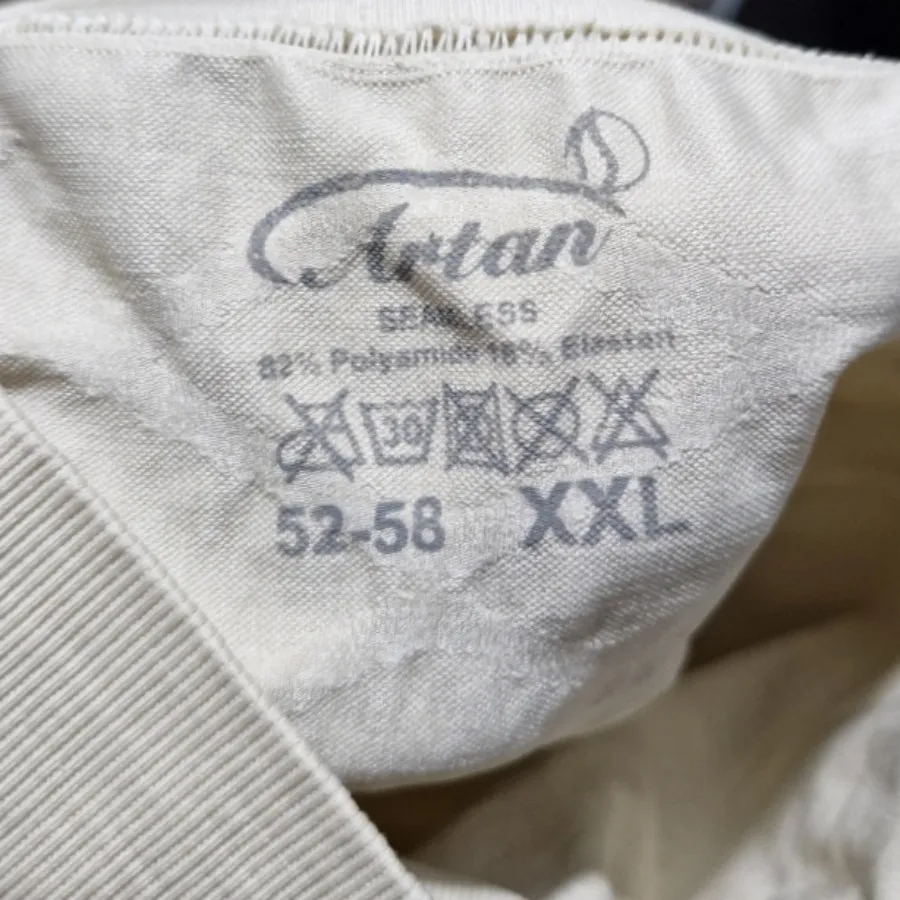 Artan
SEAMLESS
82% Polyamide 18% Elastan
30
52-58 XXL